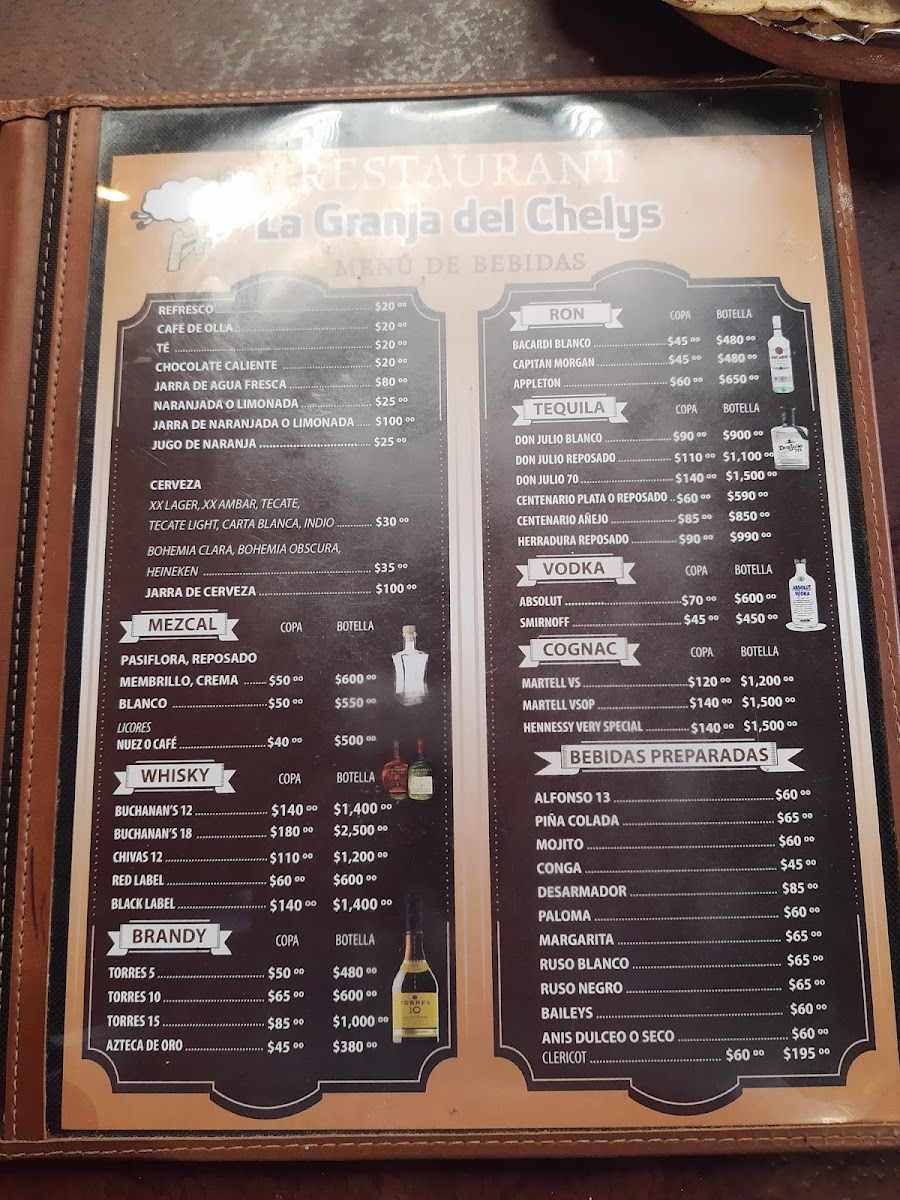 RESTAURANT
La Granja del Chelys
MENÚ DE BEBIDAS
REFRESCO $20 00
CAFÉ DE OLLA $20 00
TÉ $20 00
CHOCOLATE CALIENTE $20 00
JARRA DE AGUA FRESCA $80 00
NARANJADA O LIMONADA $25 00
JARRA DE NARANJADA O LIMONADA $100 00
JUGO DE NARANJA $25 00
CERVEZA
XX LAGER, XX AMBAR, TECATE,
TECATE LIGHT, CARTA BLANCA, INDIO $30 00
BOHEMIA CLARA, BOHEMIA OBSCURA,
HEINEKEN $35 00
JARRA DE CERVEZA $100 00
MEZCAL COPA BOTELLA
PASIFLORA, REPOSADO
MEMBRILLO, CREMA $50 00 $600 00
BLANCO $50 00 $550 00
LICORES
NUEZ O CAFÉ $40 00 $500 00
WHISKY COPA BOTELLA
BUCHANAN'S 12 $140 00 $1,400 00
BUCHANAN'S 18 $180 00 $2,500 00
CHIVAS 12 $110 00 $1,200 00
RED LABEL $60 00 $600 00
BLACK LABEL $140 00 $1,400 00
BRANDY COPA BOTELLA
TORRES 5 $50 00 $480 00
TORRES 10 $65 00 $600 00
TORRES 15 $85 00 $1,000 00
AZTECA DE ORO $45 00 $380 00
TORRES
10
RON COPA BOTELLA
BACARDI BLANCO $45 00 $480 00
CAPITAN MORGAN $45 00 $480 00
APPLETON $60 00 $650 00
BACARDI
TEQUILA COPA BOTELLA
DON JULIO BLANCO $90 00 $900 00
DON JULIO REPOSADO $110 00 $1,100 00
DON JULIO 70 $140 00 $1,500 00
CENTENARIO PLATA O REPOSADO $60 00 $590 00
CENTENARIO AÑEJO $85 00 $850 00
HERRADURA REPOSADO $90 00 $990 00
VODKA COPA BOTELLA
ABSOLUT $70 00 $600 00
SMIRNOFF $45 00 $450 00
ABSOLUT
VODKA
COGNAC COPA BOTELLA
MARTELL VS $120 00 $1,200 00
MARTELL VSOP $140 00 $1,500 00
HENNESSY VERY SPECIAL $140 00 $1,500 00
BEBIDAS PREPARADAS
ALFONSO 13 $60 00
PIÑA COLADA $65 00
MOJITO $60 00
CONGA $45 00
DESARMADOR $85 00
PALOMA $60 00
MARGARITA $65 00
RUSO BLANCO $65 00
RUSO NEGRO $65 00
BAILEYS $60 00
ANIS DULCEO O SECO $60 00
CLERICOT $60 00 $195 00